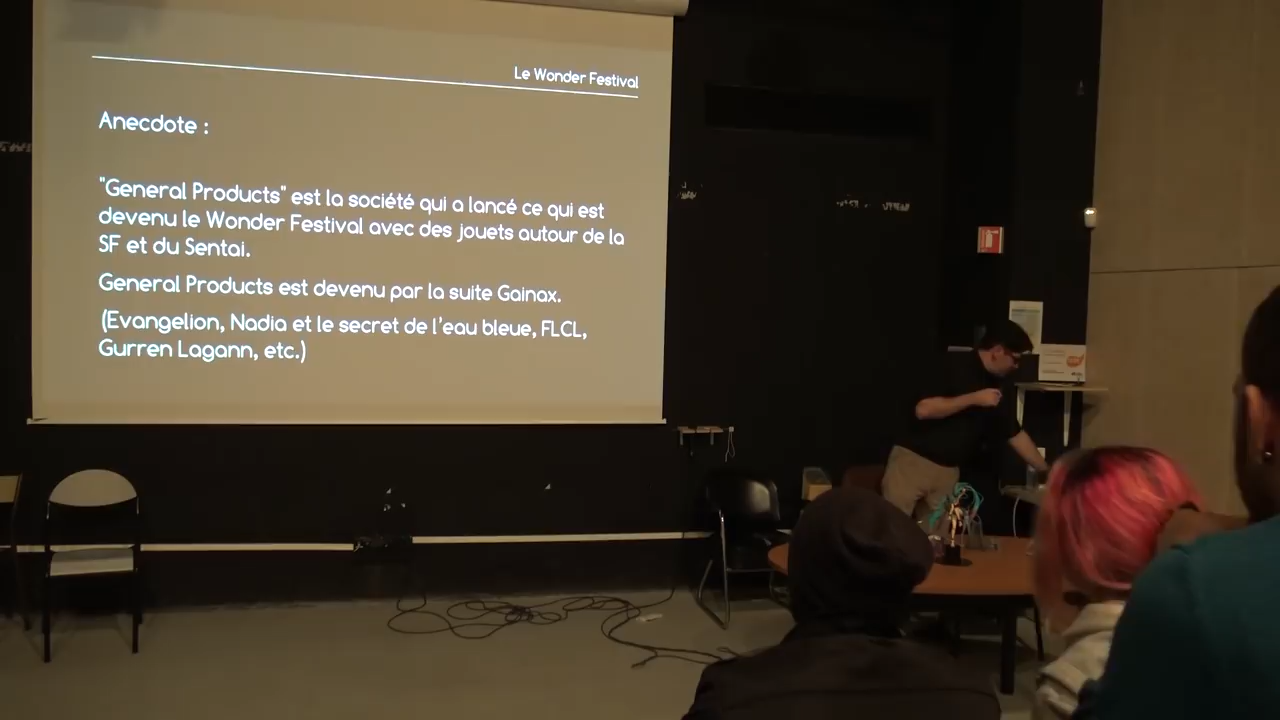 Le Wonder Festival
Anecdote :
"General Products" est la société qui a lancé ce qui est
devenu le Wonder Festival avec des jouets autour de la
SF et du Sentai.
General Products est devenu par la suite Gainax.
(Evangelion, Nadia et le secret de l'eau bleue, FLCL,
Gurren Lagann, etc.)